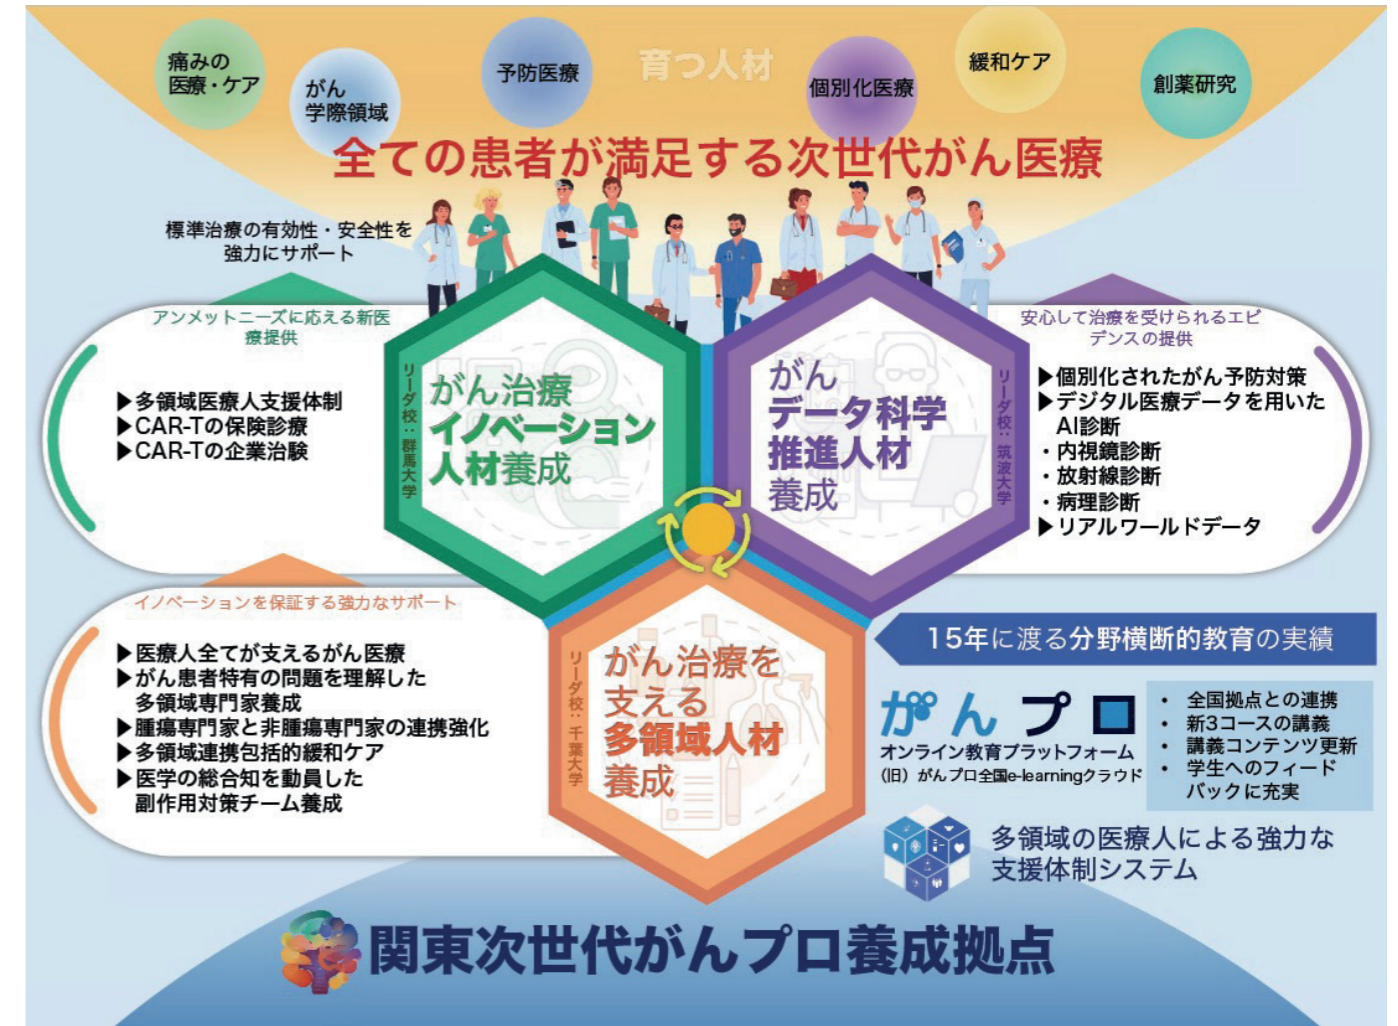 痛みの
医療・ケア
がん
学際領域
予防医療
育つ人材
個別化医療
緩和ケア
創薬研究
全ての患者が満足する次世代がん医療
標準治療の有効性・安全性を
強力にサポート
アンメットニーズに応える新医
療提供
▶多領域医療人支援体制
▶CAR-Tの保険診療
▶CAR-Tの企業治験
リーダ校：群馬大学
がん治療
イノベーション
人材養成
がん
データ科学
推進人材
養成
リーダ校：筑波大学
安心して治療を受けられるエビ
デンスの提供
▶個別化されたがん予防対策
▶デジタル医療データを用いた
AI診断
・内視鏡診断
・放射線診断
・病理診断
▶リアルワールドデータ
イノベーションを保証する強力なサポート
▶医療人全てが支えるがん医療
▶がん患者特有の問題を理解した
多領域専門家養成
▶腫瘍専門家と非腫瘍専門家の連携強化
▶多領域連携包括的緩和ケア
▶医学の総合知を動員した
副作用対策チーム養成
リーダ校：千葉大学
がん治療を
支える
多領域人材
養成
15年に渡る分野横断的教育の実績
がんプロ
オンライン教育プラットフォーム
（旧）がんプロ全国e-learningクラウド
• 全国拠点との連携
• 新3コースの講義
• 講義コンテンツ更新
• 学生へのフィード
バックに充実
多領域の医療人による強力な
支援体制システム
関東次世代がんプロ養成拠点